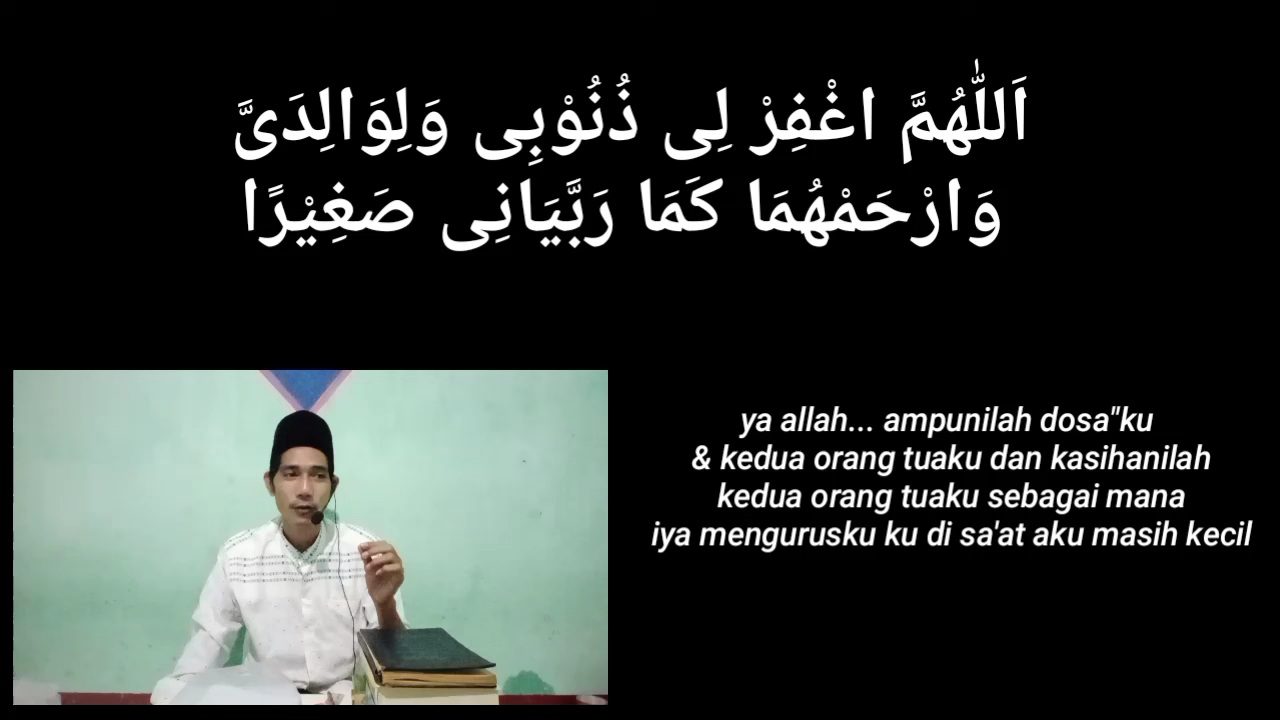 اَللّٰهُمَّ اغْفِرْ لِى ذُنُوْبِى وَلِوَالِدَىَّ
وَارْحَمْهُمَا كَمَا رَبَّيَانِى صَغِيْرًا
ya allah... ampunilah dosa"ku
& kedua orang tuaku dan kasihanilah
kedua orang tuaku sebagai mana
iya mengurusku ku di sa'at aku masih kecil